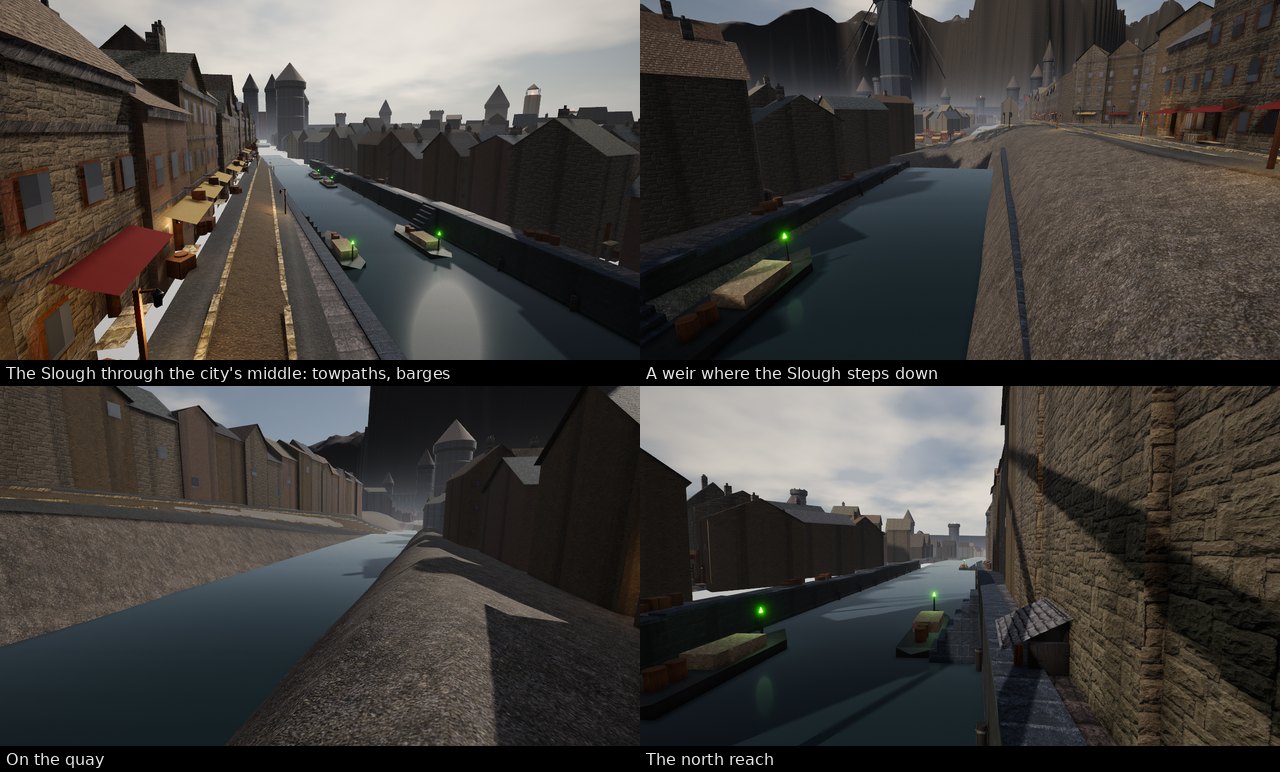 The Slough through the city's middle: towpaths, barges
A weir where the Slough steps down
On the quay
The north reach